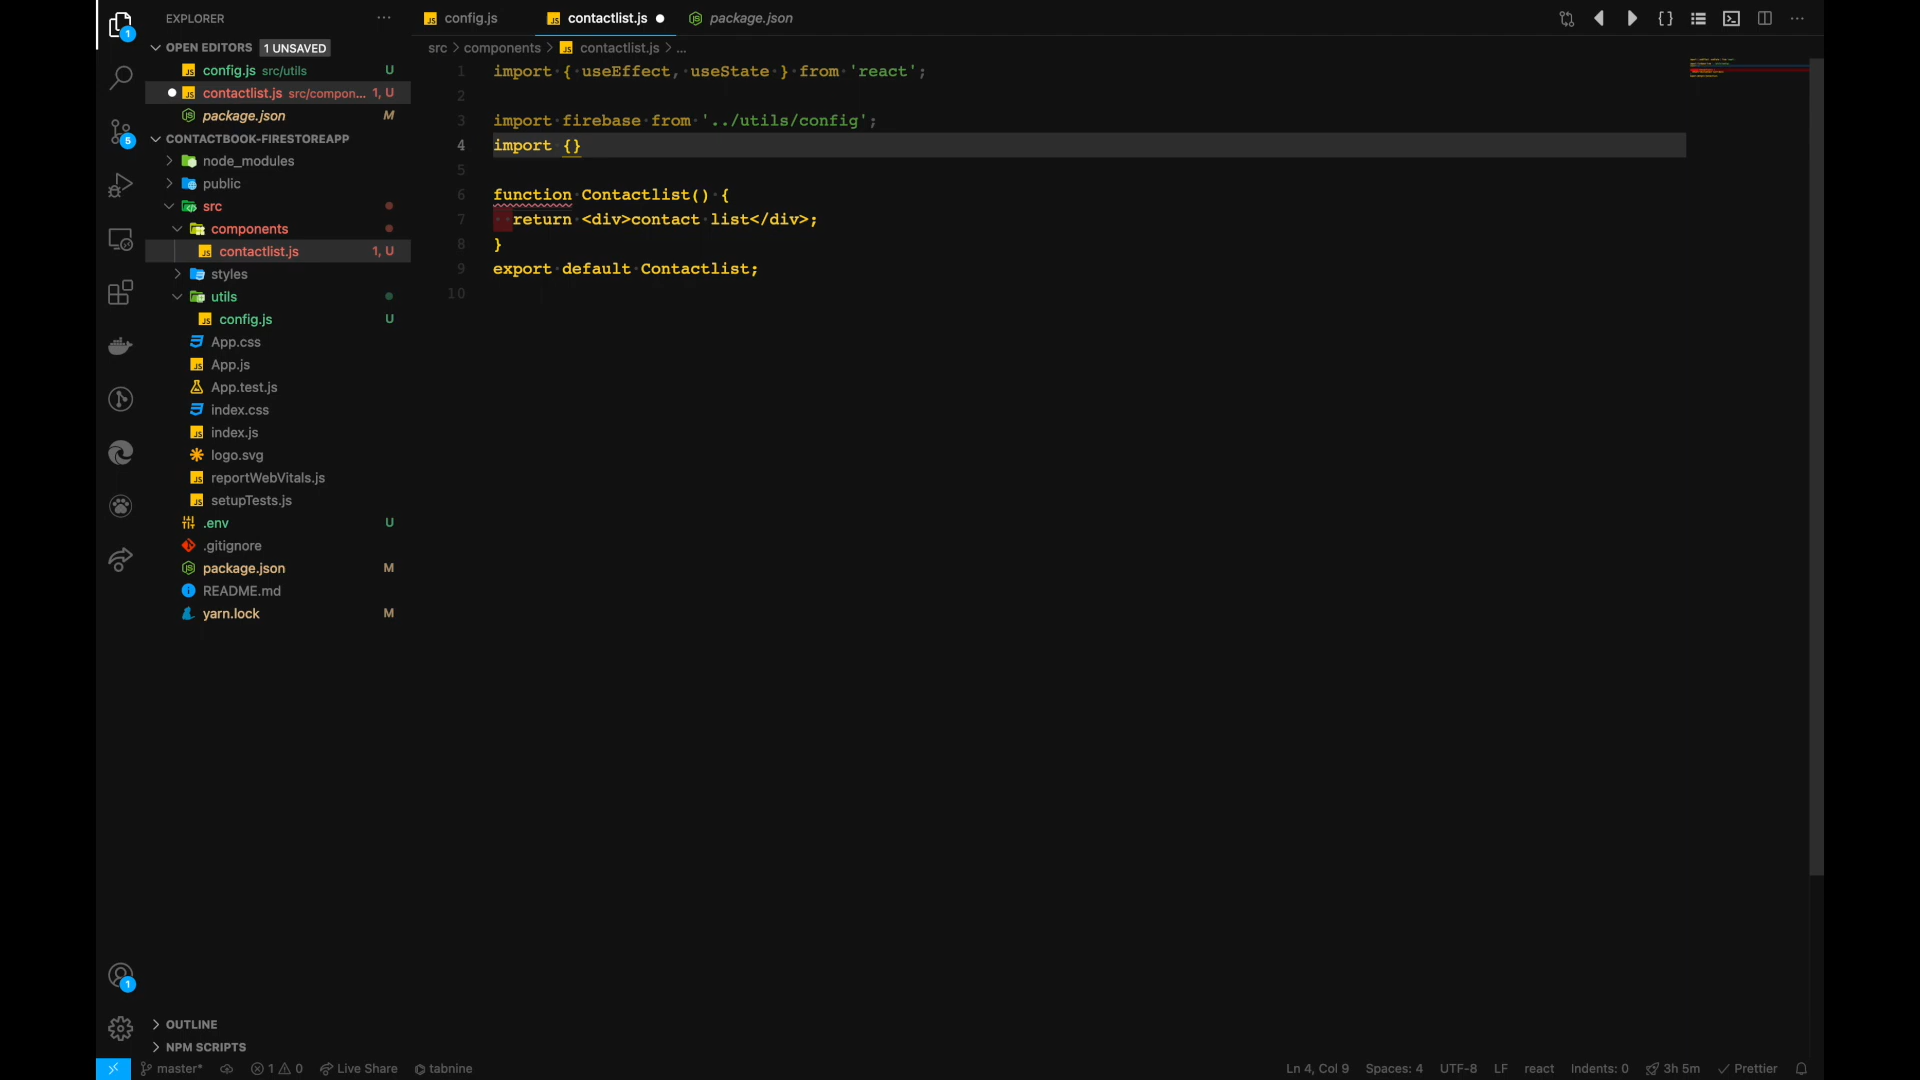 EXPLORER
OPEN EDITORS 1 UNSAVED
config.js src/utils U
contactlist.js src/compon... 1, U
package.json M
CONTACTBOOK-FIRESTOREAPP
node_modules
public
src
components
contactlist.js 1, U
styles
utils
config.js U
App.css
App.js
App.test.js
index.css
index.js
logo.svg
reportWebVitals.js
setupTests.js
.env U
.gitignore
package.json M
README.md
yarn.lock M
OUTLINE
NPM SCRIPTS
1
5
1
config.js contactlist.js package.json
src > components > contactlist.js > ...
1 import { useEffect, useState } from 'react';
2
3 import firebase from '../utils/config';
4 import {}
5
6 function Contactlist() {
7 return <div>contact list</div>;
8 }
9 export default Contactlist;
10
master* 1 0 Live Share tabnine Ln 4, Col 9 Spaces: 4 UTF-8 LF react Indents: 0 3h 5m Prettier